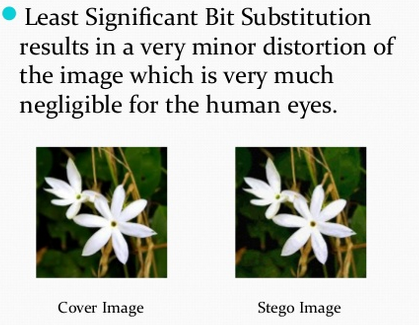 Least Significant Bit Substitution
results in a very minor distortion of
the image which is very much
negligible for the human eyes.
Cover Image
Stego Image